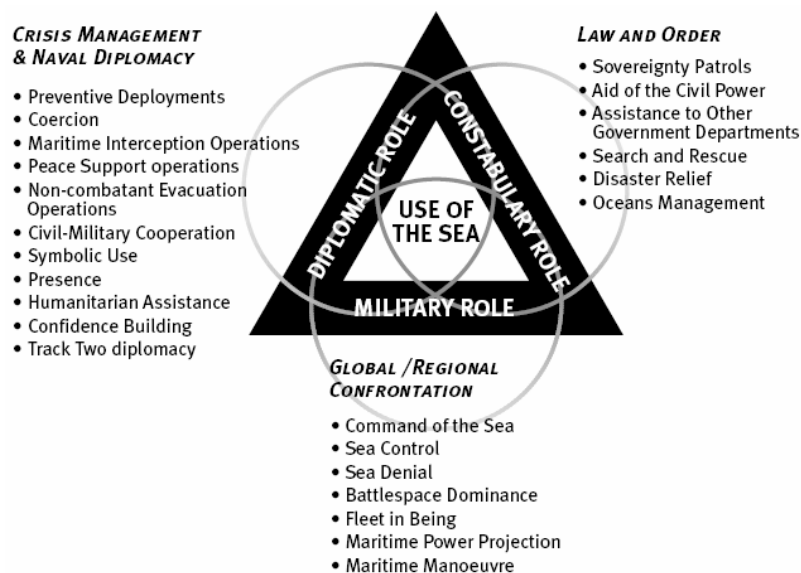 CRISIS MANAGEMENT
& NAVAL DIPLOMACY
• Preventive Deployments
• Coercion
• Maritime Interception Operations
• Peace Support operations
• Non-combatant Evacuation
Operations
• Civil-Military Cooperation
• Symbolic Use
• Presence
• Humanitarian Assistance
• Confidence Building
• Track Two diplomacy
LAW AND ORDER
• Sovereignty Patrols
• Aid of the Civil Power
• Assistance to Other
Government Departments
• Search and Rescue
• Disaster Relief
• Oceans Management
DIPLOMATIC ROLE
CONSTABULARY ROLE
USE OF
THE SEA
MILITARY ROLE
GLOBAL /REGIONAL
CONFRONTATION
• Command of the Sea
• Sea Control
• Sea Denial
• Battlespace Dominance
• Fleet in Being
• Maritime Power Projection
• Maritime Manoeuvre